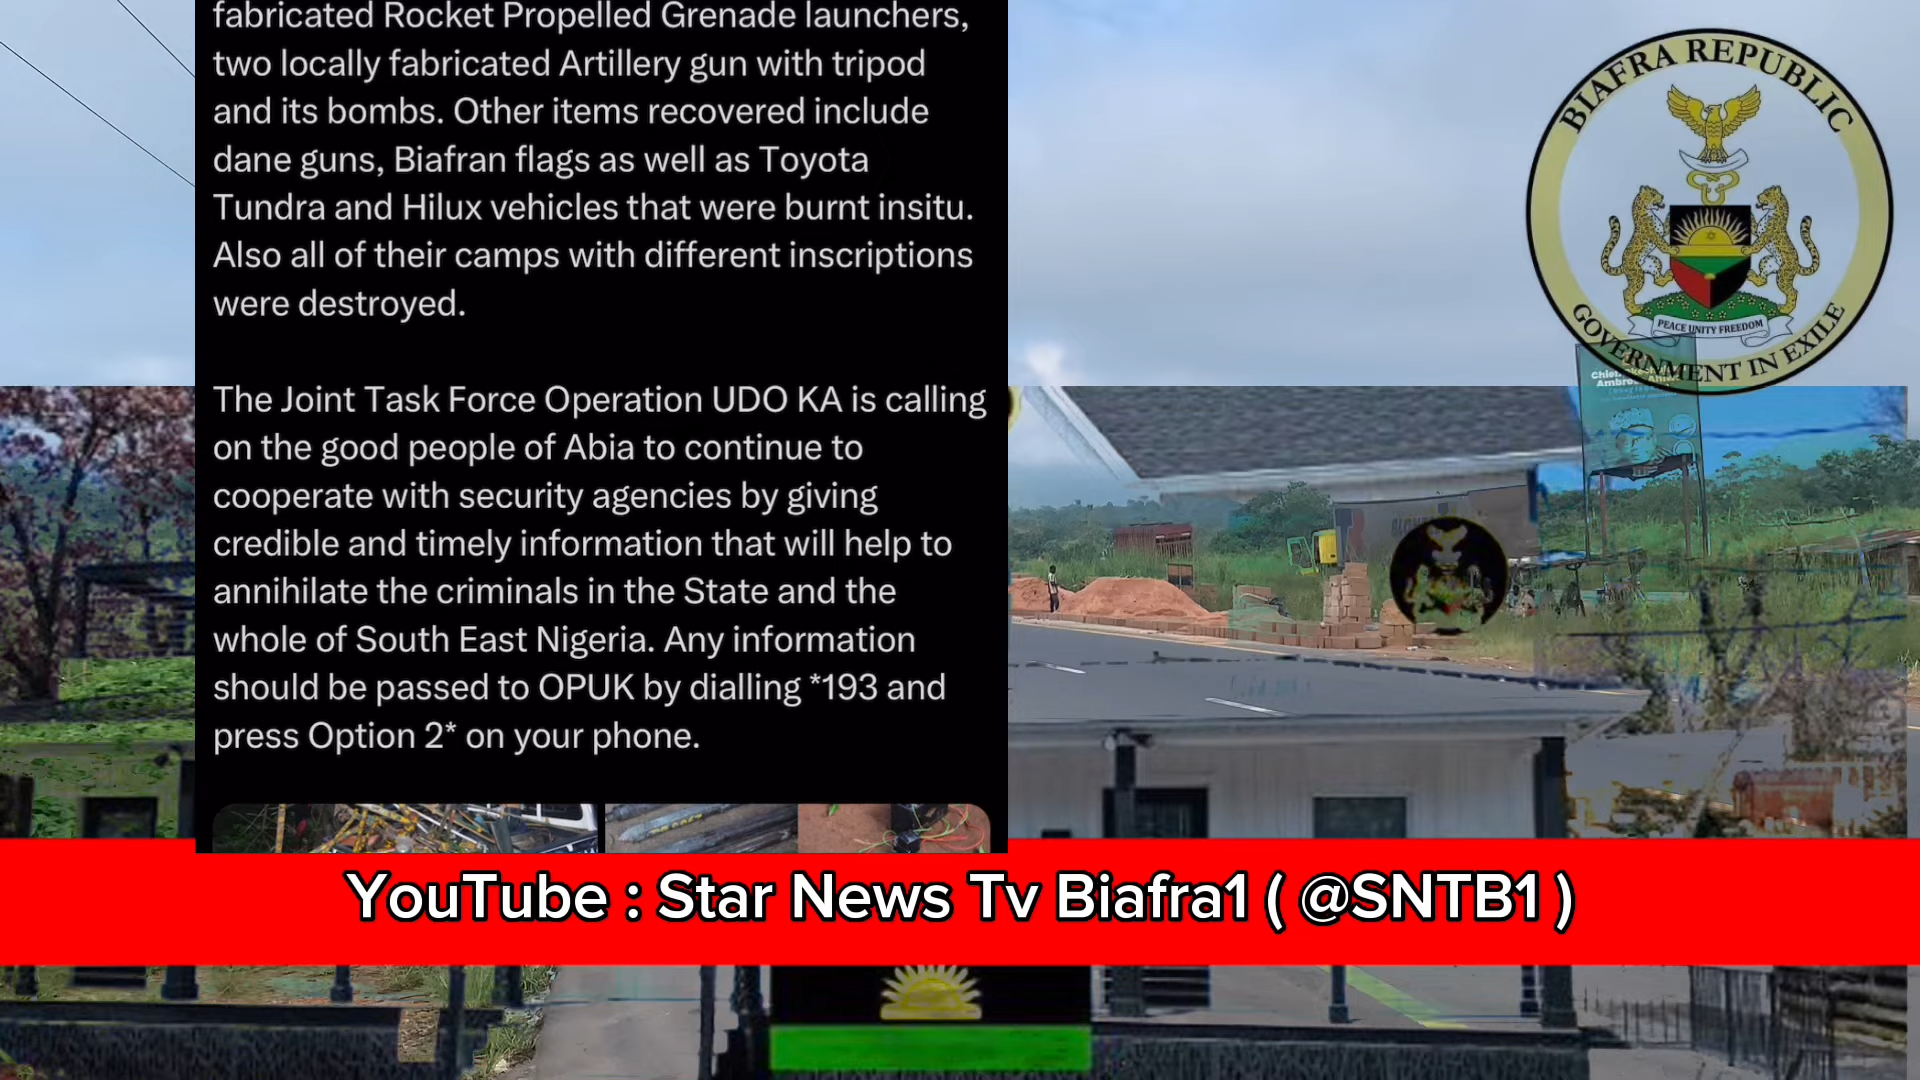 fabricated Rocket Propelled Grenade launchers,
two locally fabricated Artillery gun with tripod
and its bombs. Other items recovered include
dane guns, Biafran flags as well as Toyota
Tundra and Hilux vehicles that were burnt insitu.
Also all of their camps with different inscriptions
were destroyed.
The Joint Task Force Operation UDO KA is calling
on the good people of Abia to continue to
cooperate with security agencies by giving
credible and timely information that will help to
annihilate the criminals in the State and the
whole of South East Nigeria. Any information
should be passed to OPUK by dialling *193 and
press Option 2* on your phone.
BIAFRA REPUBLIC
PEACE UNITY FREEDOM
GOVERNMENT IN EXILE
YouTube : Star News Tv Biafra1 ( @SNTB1 )